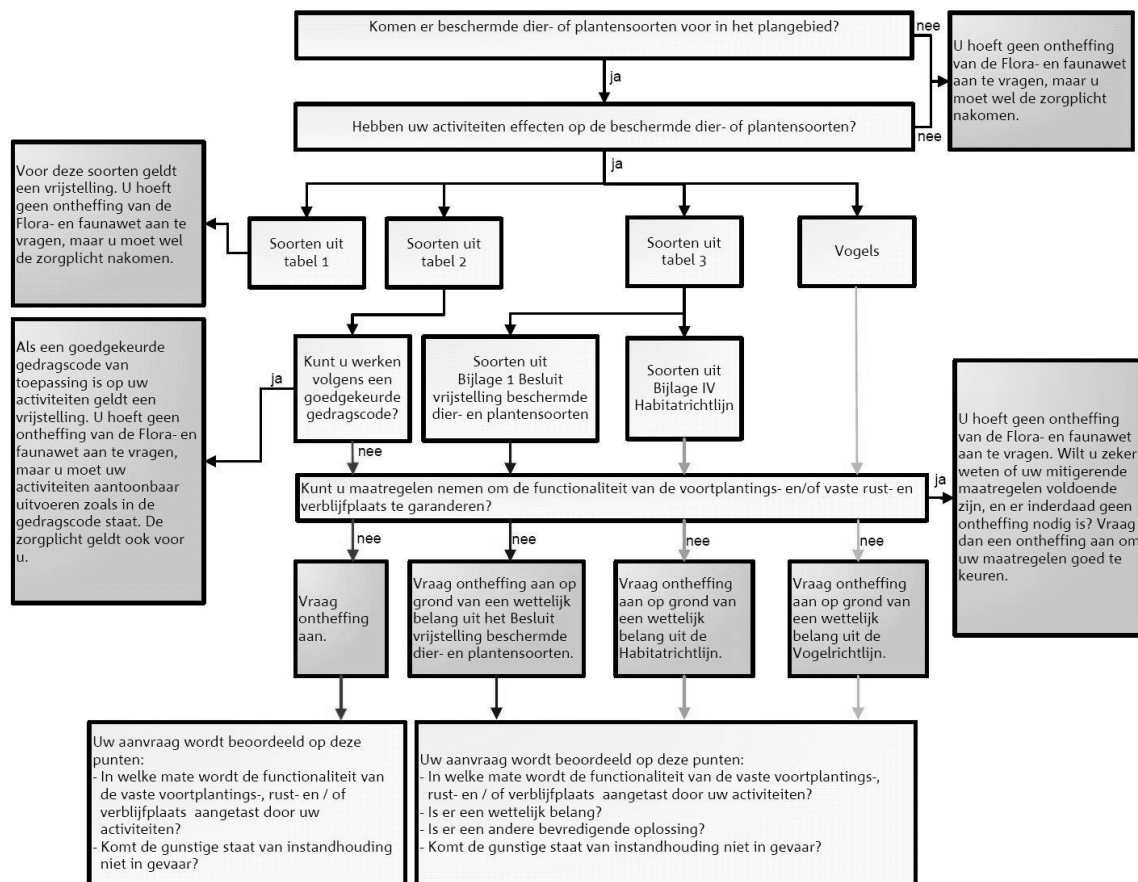 Komen er beschermde dier- of plantensoorten voor in het plangebied?
nee
U hoeft geen ontheffing
van de Flora- en faunawet
aan te vragen, maar u
moet wel de zorgplicht
nakomen.
ja
Hebben uw activiteiten effecten op de beschermde dier- of plantensoorten?
nee
ja
Voor deze soorten geldt
een vrijstelling. U hoeft
geen ontheffing van de
Flora- en faunawet aan te
vragen, maar u moet wel
de zorgplicht nakomen.
Soorten uit
tabel 1
Soorten uit
tabel 2
Soorten uit
tabel 3
Vogels
Als een goedgekeurde
gedragscode van
toepassing is op uw
activiteiten geldt een
vrijstelling. U hoeft geen
ontheffing van de Flora- en
faunawet aan te vragen,
maar u moet uw
activiteiten aantoonbaar
uitvoeren zoals in de
gedragscode staat. De
zorgplicht geldt ook voor
u.
ja
Kunt u werken
volgens een
goedgekeurde
gedragscode?
Soorten uit
Bijlage 1 Besluit
vrijstelling beschermde
dier- en plantensoorten
Soorten uit
Bijlage IV
Habitatrichtlijn
nee
Kunt u maatregelen nemen om de functionaliteit van de voortplantings- en/of vaste rust- en
verblijfplaats te garanderen?
ja
U hoeft geen ontheffing
van de Flora- en faunawet
aan te vragen. Wilt u zeker
weten of uw mitigerende
maatregelen voldoende
zijn, en er inderdaad geen
ontheffing nodig is? Vraag
dan een ontheffing aan om
uw maatregelen goed te
keuren.
nee
nee
nee
nee
Vraag
ontheffing
aan.
Vraag ontheffing aan op
grond van een wettelijk
belang uit het Besluit
vrijstelling beschermde
dier- en plantensoorten.
Vraag ontheffing
aan op grond van
een wettelijk
belang uit de
Habitatrichtlijn.
Vraag ontheffing
aan op grond van
een wettelijk
belang uit de
Vogelrichtlijn.
Uw aanvraag wordt beoordeeld op deze
punten:
- In welke mate wordt de functionaliteit van
de vaste voortplantings-, rust- en / of
verblijfplaats aangetast door uw
activiteiten?
- Komt de gunstige staat van instandhouding
niet in gevaar?
Uw aanvraag wordt beoordeeld op deze punten:
- In welke mate wordt de functionaliteit van de vaste voortplantings-,
rust- en / of verblijfplaats aangetast door uw activiteiten?
- Is er een wettelijk belang?
- Is er een andere bevredigende oplossing?
- Komt de gunstige staat van instandhouding niet in gevaar?